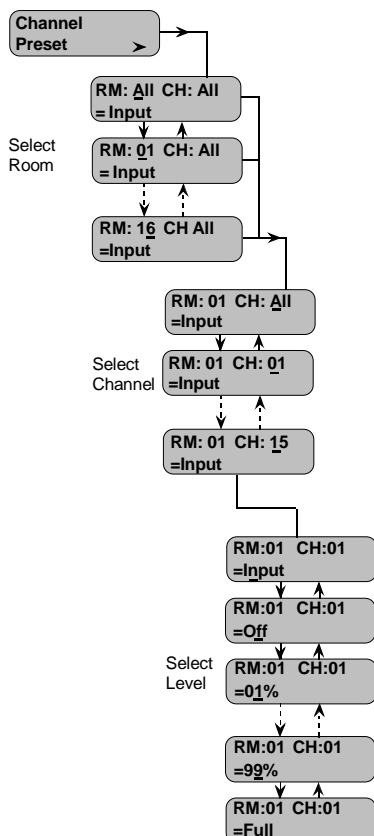 Channel
Preset
RM: All CH: All
= Input
Select
Room
RM: 01 CH: All
= Input
RM: 16 CH All
=Input
RM: 01 CH: All
=Input
Select
Channel
RM: 01 CH: 01
=Input
RM: 01 CH: 15
=Input
RM:01 CH:01
=Input
RM:01 CH:01
=Off
Select
Level
RM:01 CH:01
=01%
RM:01 CH:01
=99%
RM:01 CH:01
=Full